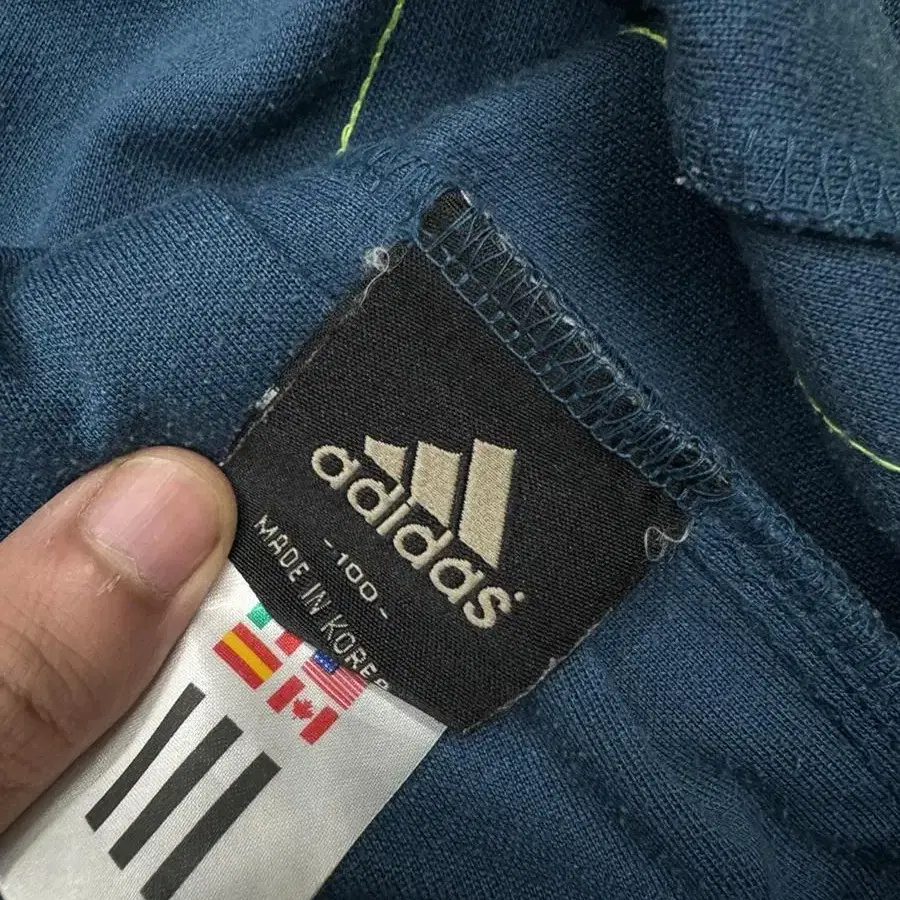 adidas
-100-
MADE IN KOREA